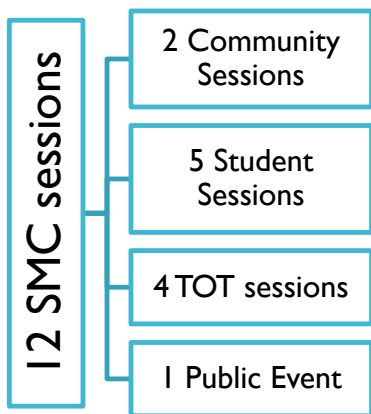 12 SMC sessions
2 Community
Sessions
5 Student
Sessions
4 TOT sessions
1 Public Event